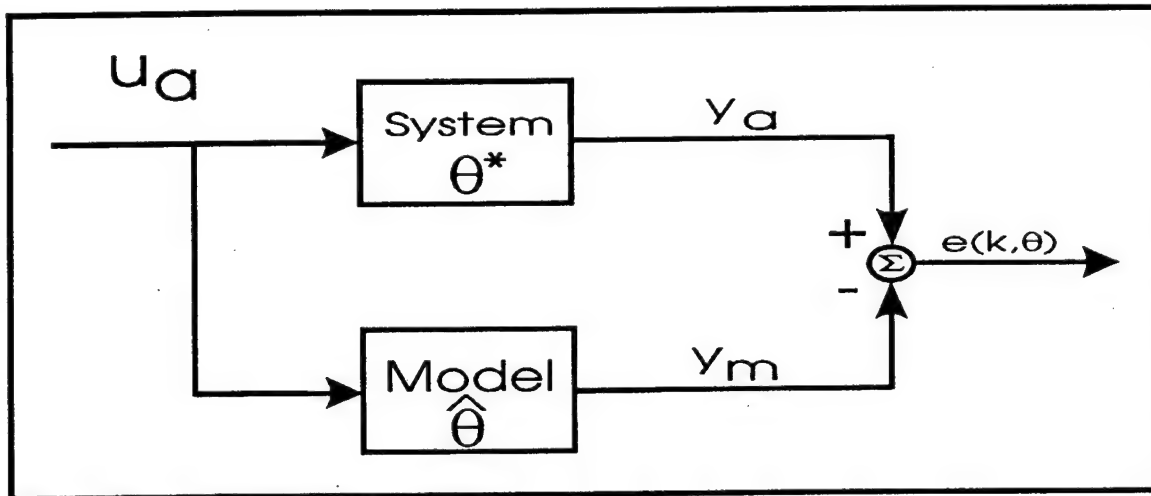 u_a
System
θ*
y_a
+
Σ
e(k,θ)
-
Model
θ̂
y_m